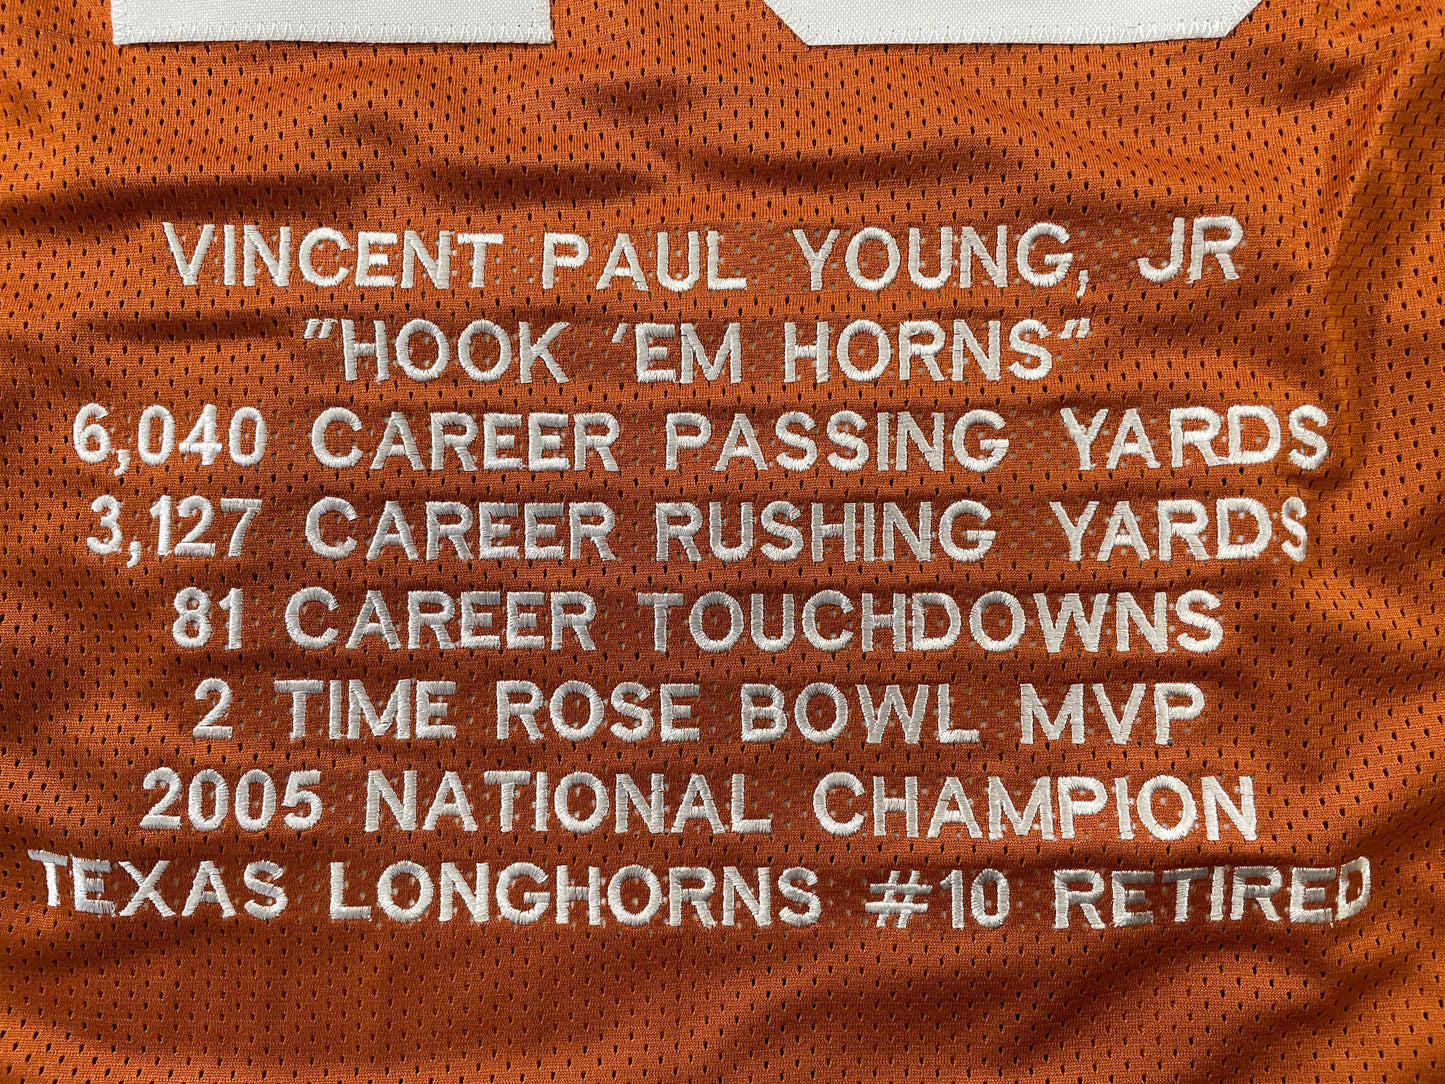 VINCENT PAUL YOUNG, JR
"HOOK 'EM HORNS"
6,040 CAREER PASSING YARDS
3,127 CAREER RUSHING YARDS
81 CAREER TOUCHDOWNS
2 TIME ROSE BOWL MVP
2005 NATIONAL CHAMPION
TEXAS LONGHORNS #10 RETIRED